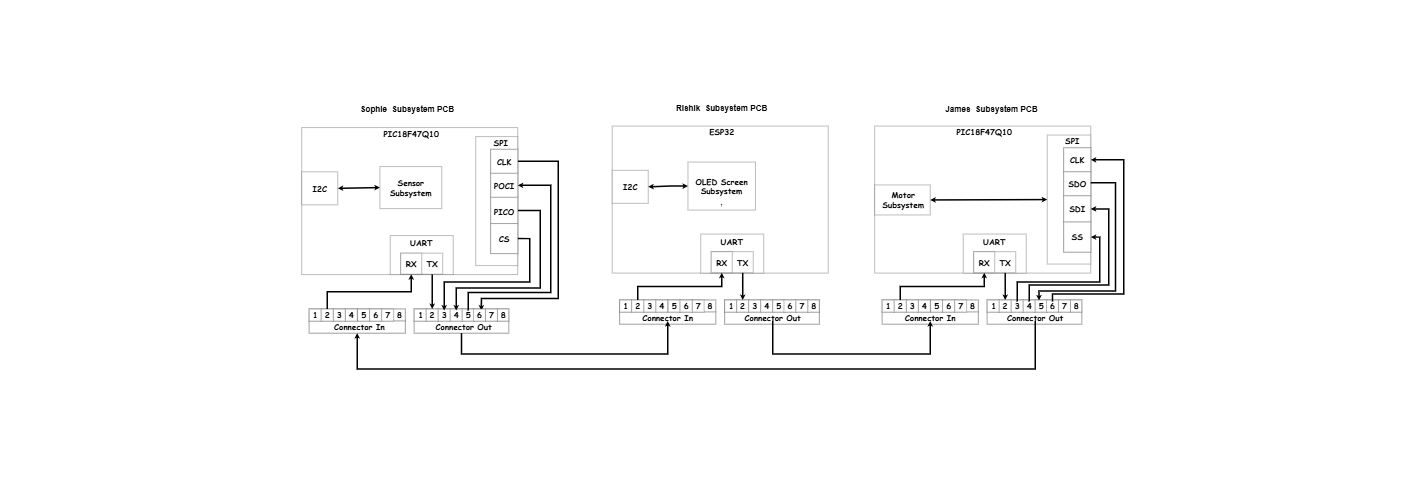 Sophie Subsystem PCB
PIC18F47Q10
SPI
CLK
POCI
PICO
CS
I2C
Sensor
Subsystem
UART
RX TX
1 2 3 4 5 6 7 8
Connector In
1 2 3 4 5 6 7 8
Connector Out
Rishik Subsystem PCB
ESP32
I2C
OLED Screen
Subsystem
UART
RX TX
1 2 3 4 5 6 7 8
Connector In
1 2 3 4 5 6 7 8
Connector Out
James Subsystem PCB
PIC18F47Q10
SPI
CLK
SDO
SDI
SS
Motor
Subsystem
UART
RX TX
1 2 3 4 5 6 7 8
Connector In
1 2 3 4 5 6 7 8
Connector Out